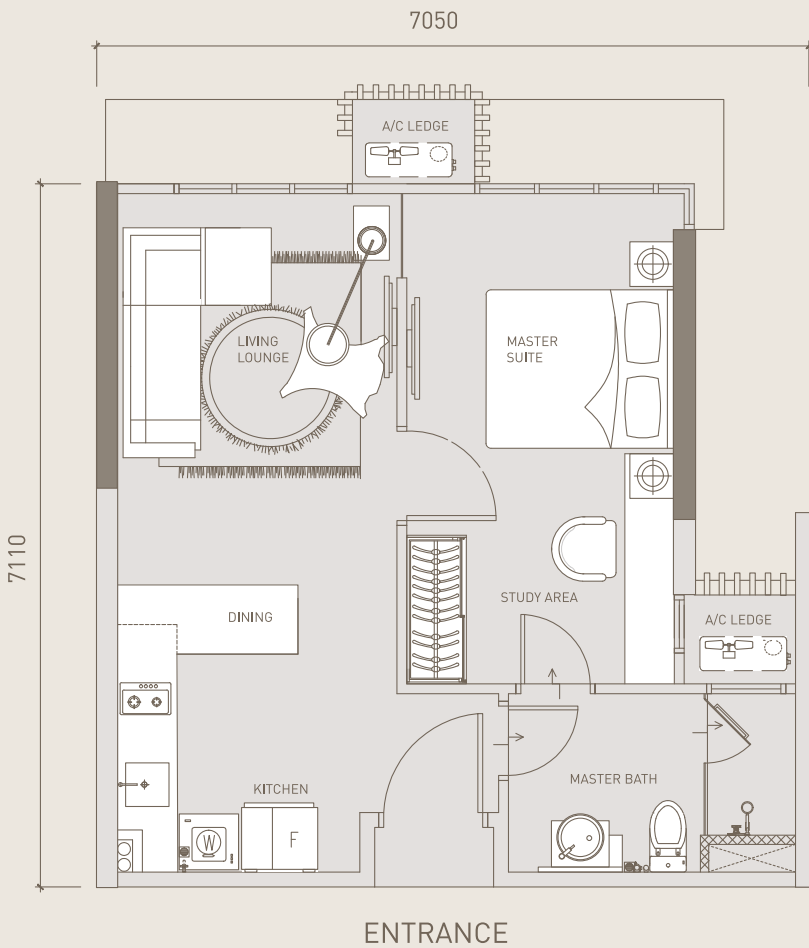 7050
A/C LEDGE
LIVING
LOUNGE
MASTER
SUITE
7110
STUDY AREA
DINING
A/C LEDGE
MASTER BATH
KITCHEN
W
F
ENTRANCE